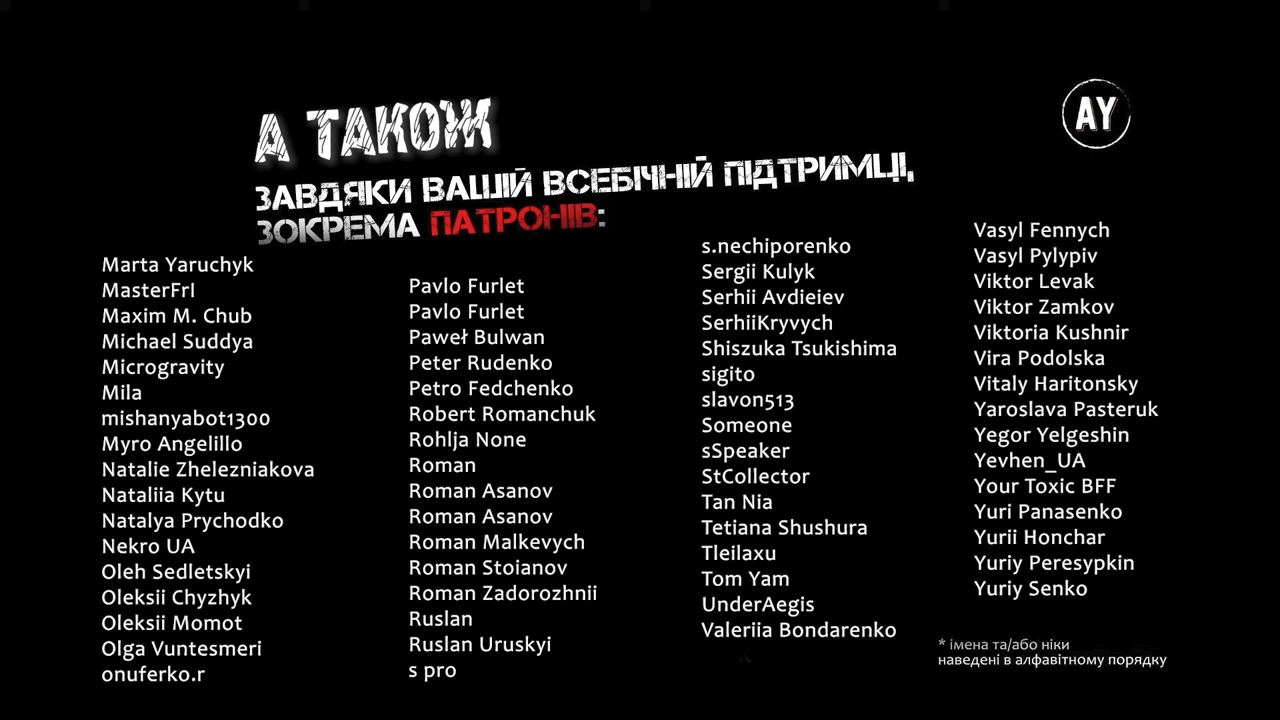 А ТАКОЖ
ЗАВДЯКИ ВАШІЙ ВСЕБІЧНІЙ ПІДТРИМЦІ,
ЗОКРЕМА ПАТРОНІВ:
AY
Marta Yaruchyk
MasterFrI
Maxim M. Chub
Michael Suddya
Microgravity
Mila
mishanyabot1300
Myro Angelillo
Natalie Zhelezniakova
Nataliia Kytu
Natalya Prychodko
Nekro UA
Oleh Sedletskyi
Oleksii Chyzhyk
Oleksii Momot
Olga Vuntesmeri
onuferko.r
Pavlo Furlet
Pavlo Furlet
Paweł Bulwan
Peter Rudenko
Petro Fedchenko
Robert Romanchuk
Rohlja None
Roman
Roman Asanov
Roman Asanov
Roman Malkevych
Roman Stoianov
Roman Zadorozhnii
Ruslan
Ruslan Uruskyi
s pro
s.nechiporenko
Sergii Kulyk
Serhii Avdieiev
SerhiiKryvych
Shiszuka Tsukishima
sigito
slavon513
Someone
sSpeaker
StCollector
Tan Nia
Tetiana Shushura
Tleilaxu
Tom Yam
UnderAegis
Valeriia Bondarenko
Vasyl Fennych
Vasyl Pylypiv
Viktor Levak
Viktor Zamkov
Viktoria Kushnir
Vira Podolska
Vitaly Haritonsky
Yaroslava Pasteruk
Yegor Yelgeshin
Yevhen_UA
Your Toxic BFF
Yuri Panasenko
Yurii Honchar
Yuriy Peresypkin
Yuriy Senko
* імена та/або ніки
наведені в алфавітному порядку